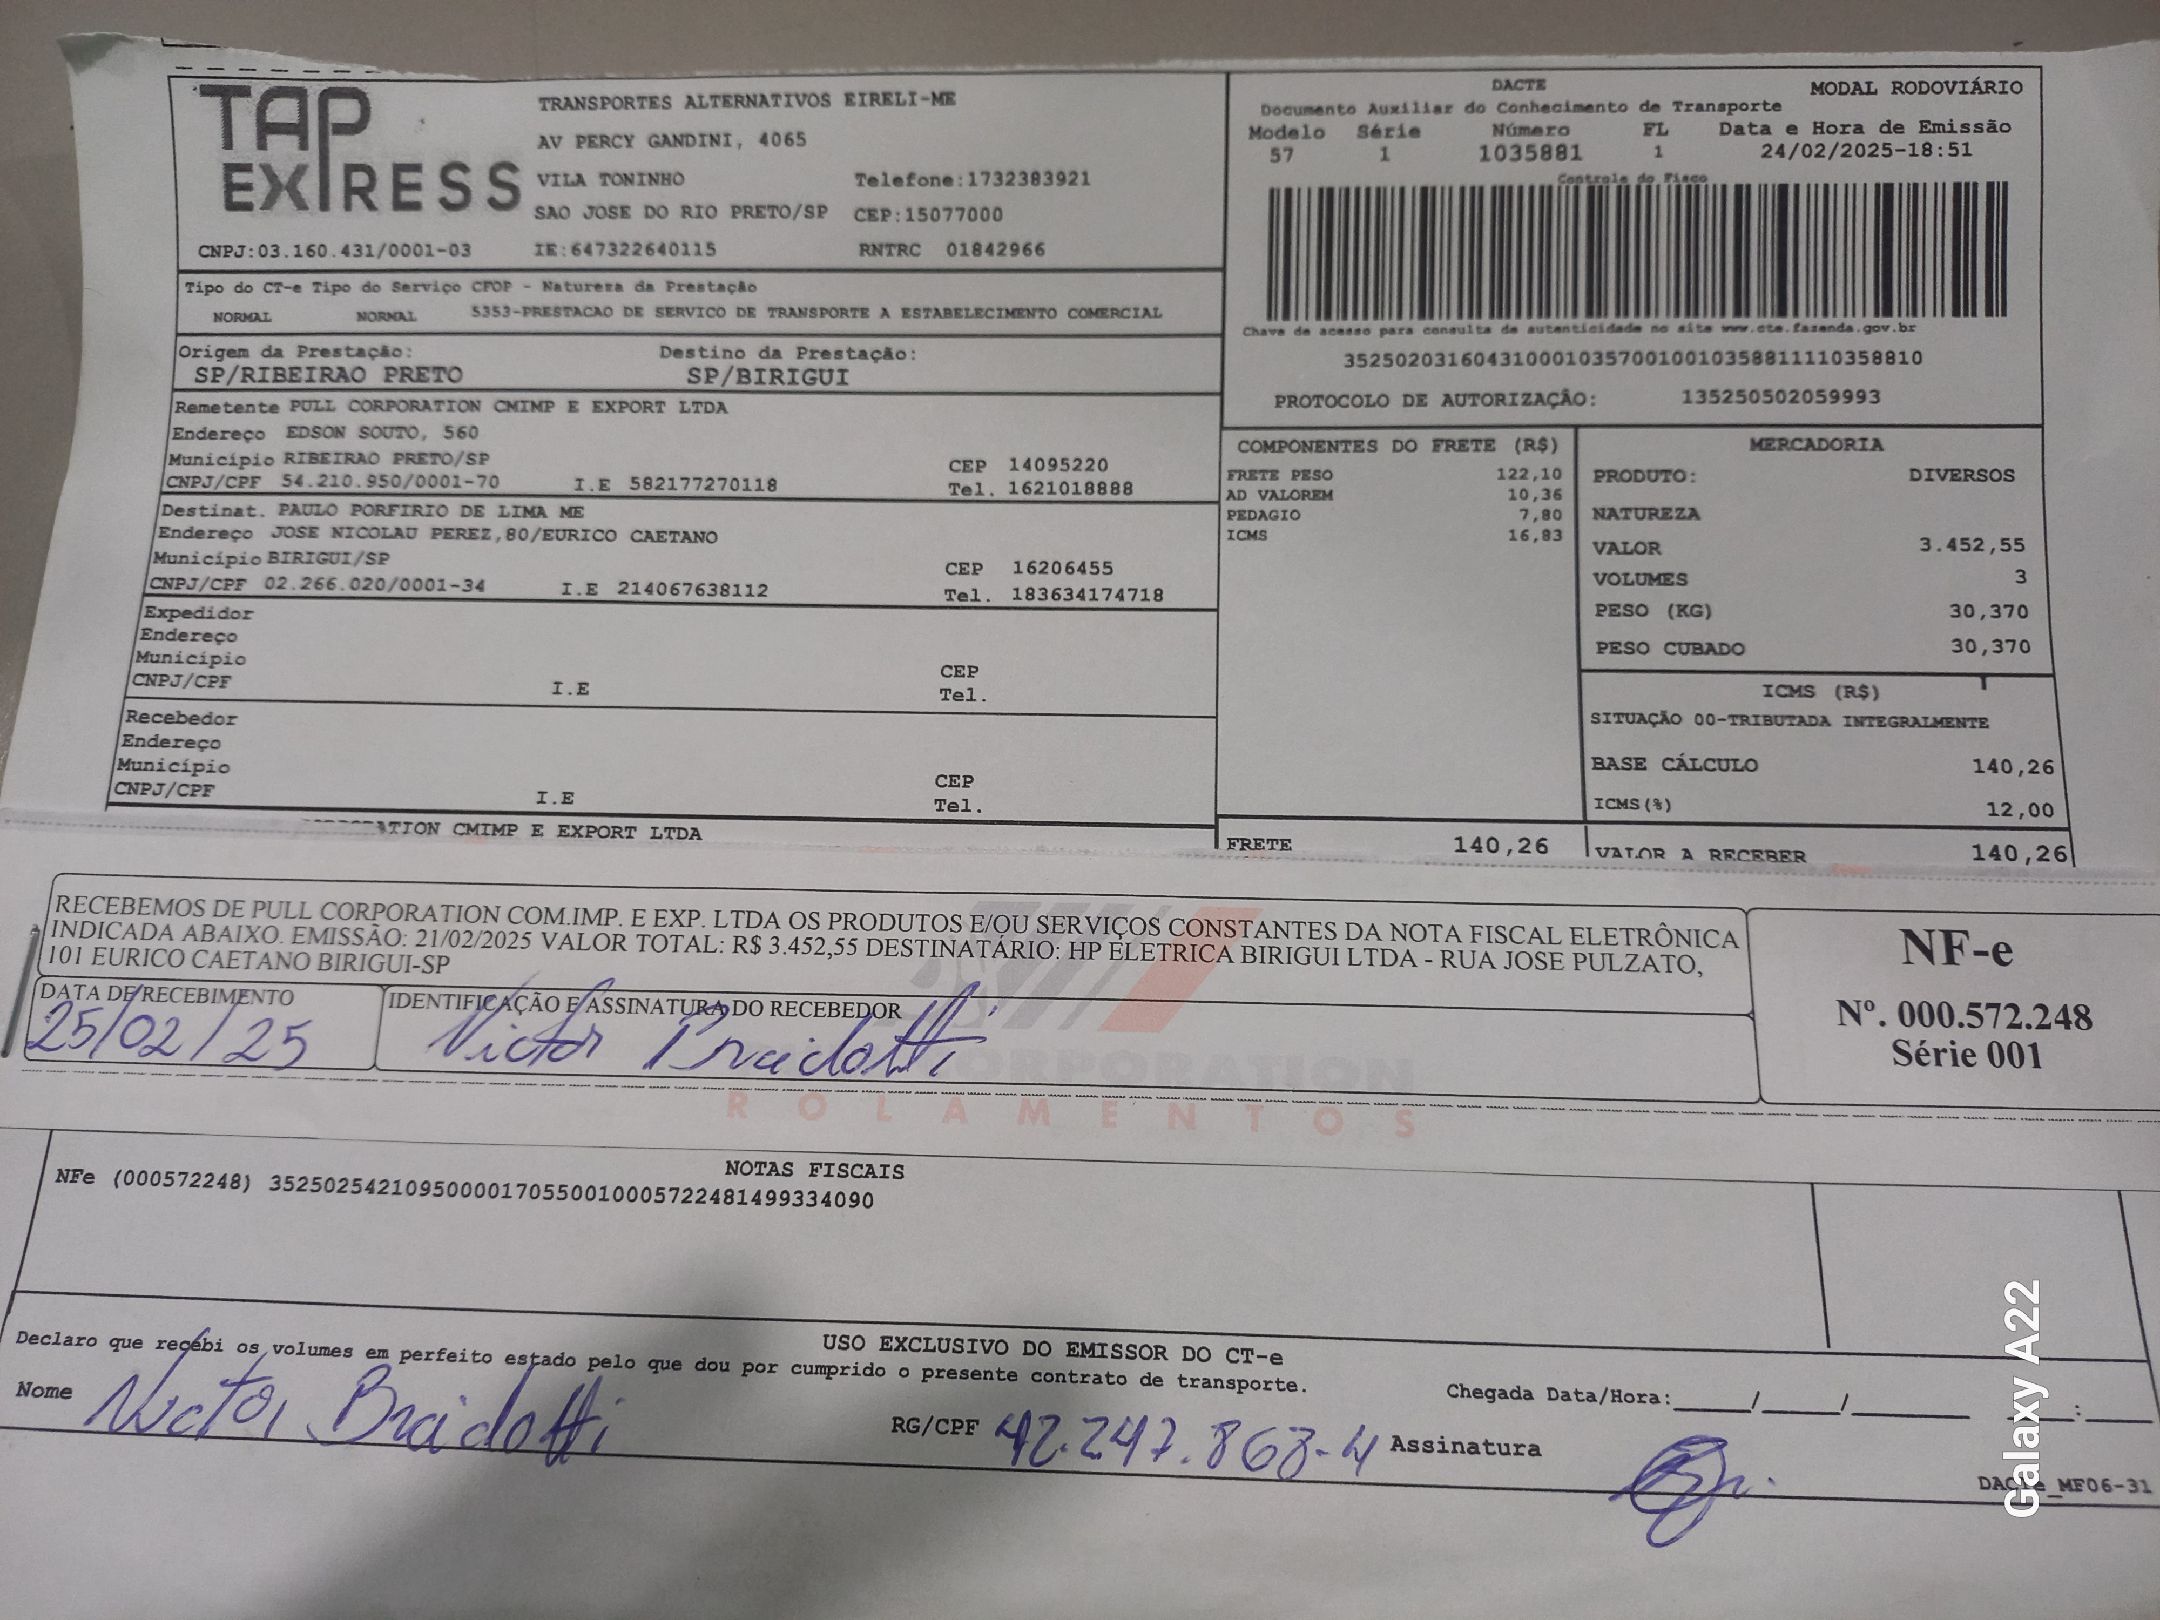 TAP EXPRESS
TRANSPORTES ALTERNATIVOS EIRELI-ME
AV PERCY GANDINI, 4065
VILA TONINHO Telefone:1732383921
SAO JOSE DO RIO PRETO/SP CEP:15077000
CNPJ:03.160.431/0001-03 IE:647322640115 RNTRC 01842966
DACTE MODAL RODOVIÁRIO
Documento Auxiliar do Conhecimento de Transporte
Modelo Série Número FL Data e Hora de Emissão
57 1 1035881 1 24/02/2025-18:51
Controle do Fisco
Chave de acesso para consulta de autenticidade no site www.cte.fazenda.gov.br
35250203160431000103570010010358811110358810
PROTOCOLO DE AUTORIZAÇÃO: 135250502059993
Tipo do CT-e Tipo do Serviço CFOP - Natureza da Prestação
NORMAL NORMAL 5353-PRESTACAO DE SERVICO DE TRANSPORTE A ESTABELECIMENTO COMERCIAL
Origem da Prestação: Destino da Prestação:
SP/RIBEIRAO PRETO SP/BIRIGUI
Remetente PULL CORPORATION CMIMP E EXPORT LTDA
Endereço EDSON SOUTO, 560
Município RIBEIRAO PRETO/SP CEP 14095220
CNPJ/CPF 54.210.950/0001-70 I.E 582177270118 Tel. 1621018888
Destinat. PAULO PORFIRIO DE LIMA ME
Endereço JOSE NICOLAU PEREZ,80/EURICO CAETANO
Município BIRIGUI/SP CEP 16206455
CNPJ/CPF 02.266.020/0001-34 I.E 214067638112 Tel. 183634174718
Expedidor
Endereço
Município CEP
CNPJ/CPF I.E Tel.
Recebedor
Endereço
Município CEP
CNPJ/CPF I.E Tel.
CMIMP E EXPORT LTDA
COMPONENTES DO FRETE (R$)
FRETE PESO 122,10
AD VALOREM 10,36
PEDAGIO 7,80
ICMS 16,83
FRETE 140,26
MERCADORIA
PRODUTO: DIVERSOS
NATUREZA
VALOR 3.452,55
VOLUMES 3
PESO (KG) 30,370
PESO CUBADO 30,370
ICMS (R$)
SITUAÇÃO 00-TRIBUTADA INTEGRALMENTE
BASE CÁLCULO 140,26
ICMS(%) 12,00
VALOR A RECEBER 140,26
RECEBEMOS DE PULL CORPORATION COM.IMP. E EXP. LTDA OS PRODUTOS E/OU SERVIÇOS CONSTANTES DA NOTA FISCAL ELETRÔNICA
INDICADA ABAIXO. EMISSÃO: 21/02/2025 VALOR TOTAL: R$ 3.452,55 DESTINATÁRIO: HP ELETRICA BIRIGUI LTDA - RUA JOSE PULZATO,
101 EURICO CAETANO BIRIGUI-SP
DATA DE RECEBIMENTO IDENTIFICAÇÃO E ASSINATURA DO RECEBEDOR
25/02/25 Victor Braidotti
NF-e
Nº. 000.572.248
Série 001
CORPORATION
ROLAMENTOS
NOTAS FISCAIS
NFe (000572248) 35250254210950000170550010005722481499334090
USO EXCLUSIVO DO EMISSOR DO CT-e
Declaro que recebi os volumes em perfeito estado pelo que dou por cumprido o presente contrato de transporte.
Nome Victor Braidotti RG/CPF 42.247.863-4 Assinatura
Chegada Data/Hora:____/____/______ ___:____
DACTe_MF06-31
Galaxy A22